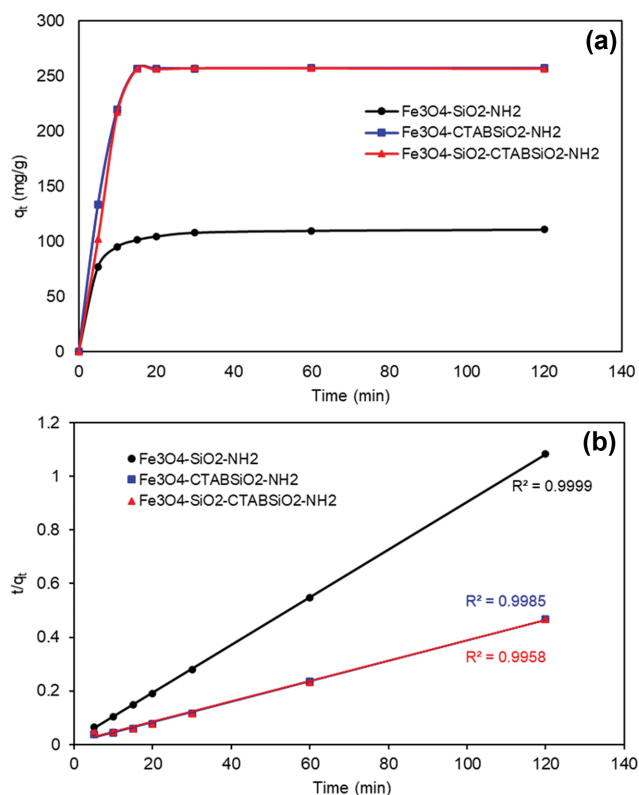 (a)
300
250
200
150
100
50
0
qt (mg/g)
Fe3O4-SiO2-NH2
Fe3O4-CTABSiO2-NH2
Fe3O4-SiO2-CTABSiO2-NH2
0 20 40 60 80 100 120 140
Time (min)
(b)
1.2
1
0.8
0.6
0.4
0.2
0
t/qt
Fe3O4-SiO2-NH2
Fe3O4-CTABSiO2-NH2
Fe3O4-SiO2-CTABSiO2-NH2
R² = 0.9999
R² = 0.9985
R² = 0.9958
0 20 40 60 80 100 120 140
Time (min)